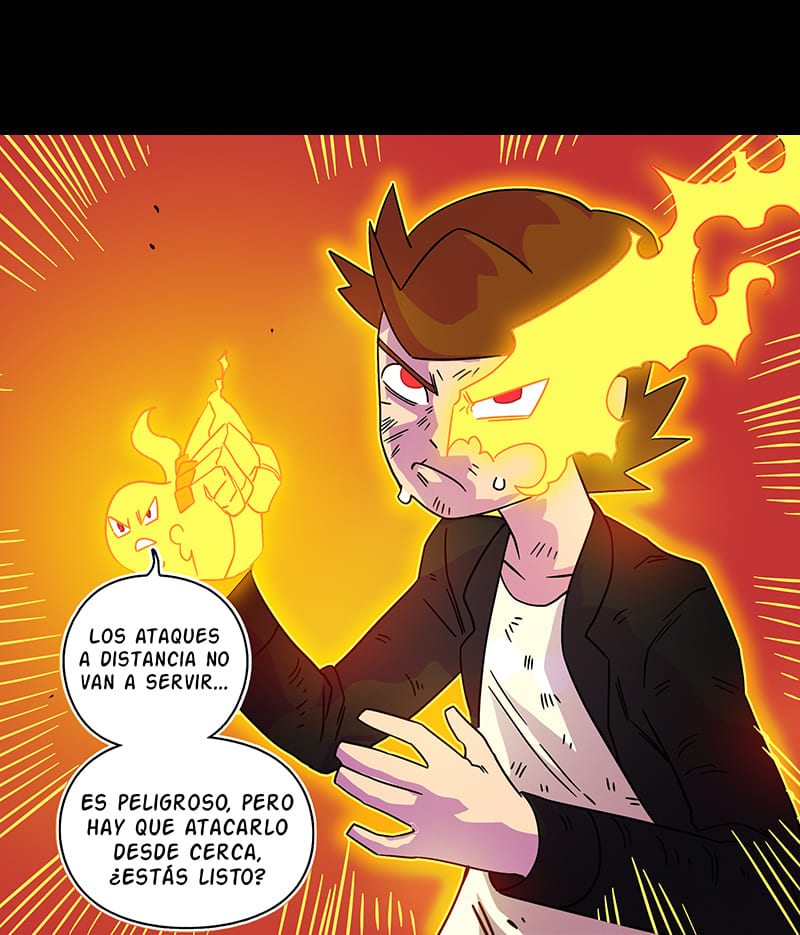 LOS ATAQUES
A DISTANCIA NO
VAN A SERVIR...
ES PELIGROSO, PERO
HAY QUE ATACARLO
DESDE CERCA,
¿ESTÁS LISTO?